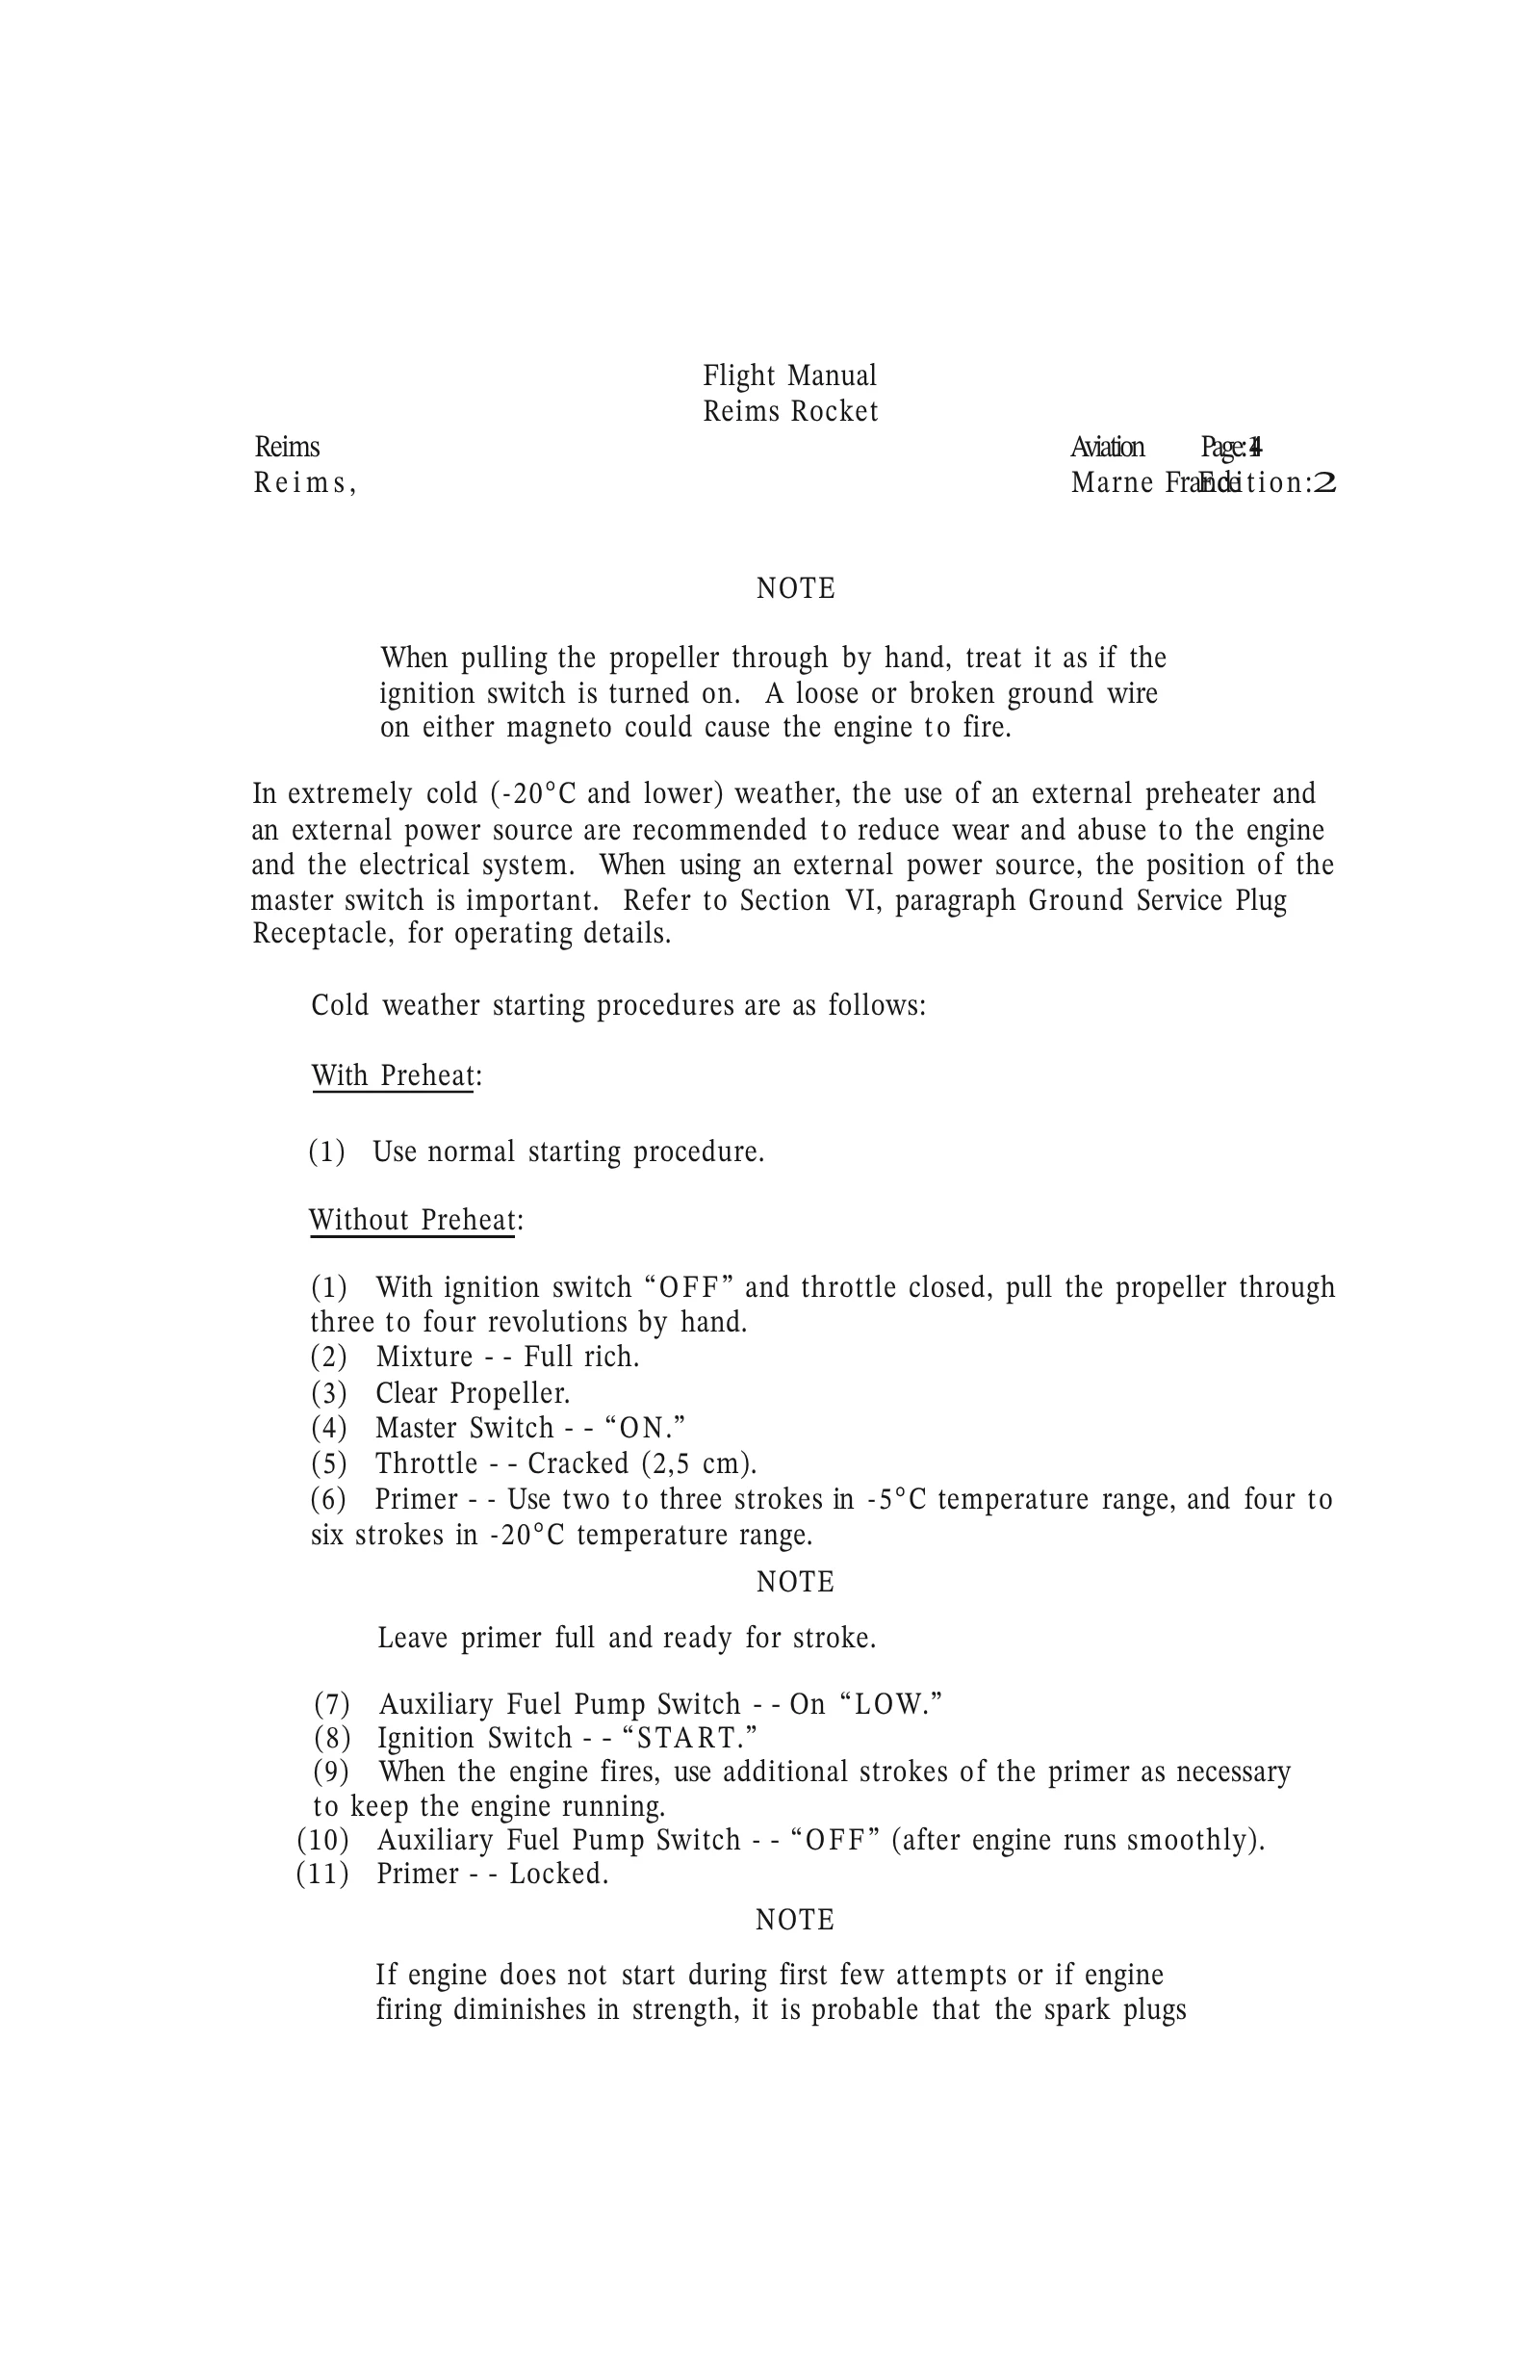 Flight Manual
Reims Rocket
Reims Aviation Page:
Reims, Marne France Edition:2
NOTE
When pulling the propeller through by hand, treat it as if the
ignition switch is turned on. A loose or broken ground wire
on either magneto could cause the engine to fire.
In extremely cold (-20°C and lower) weather, the use of an external preheater and
an external power source are recommended to reduce wear and abuse to the engine
and the electrical system. When using an external power source, the position of the
master switch is important. Refer to Section VI, paragraph Ground Service Plug
Receptacle, for operating details.
Cold weather starting procedures are as follows:
With Preheat:
(1) Use normal starting procedure.
Without Preheat:
(1) With ignition switch “OFF” and throttle closed, pull the propeller through
three to four revolutions by hand.
(2) Mixture - - Full rich.
(3) Clear Propeller.
(4) Master Switch - - “ON.”
(5) Throttle - - Cracked (2,5 cm).
(6) Primer - - Use two to three strokes in -5°C temperature range, and four to
six strokes in -20°C temperature range.
NOTE
Leave primer full and ready for stroke.
(7) Auxiliary Fuel Pump Switch - - On “LOW.”
(8) Ignition Switch - - “START.”
(9) When the engine fires, use additional strokes of the primer as necessary
to keep the engine running.
(10) Auxiliary Fuel Pump Switch - - “OFF” (after engine runs smoothly).
(11) Primer - - Locked.
NOTE
If engine does not start during first few attempts or if engine
firing diminishes in strength, it is probable that the spark plugs